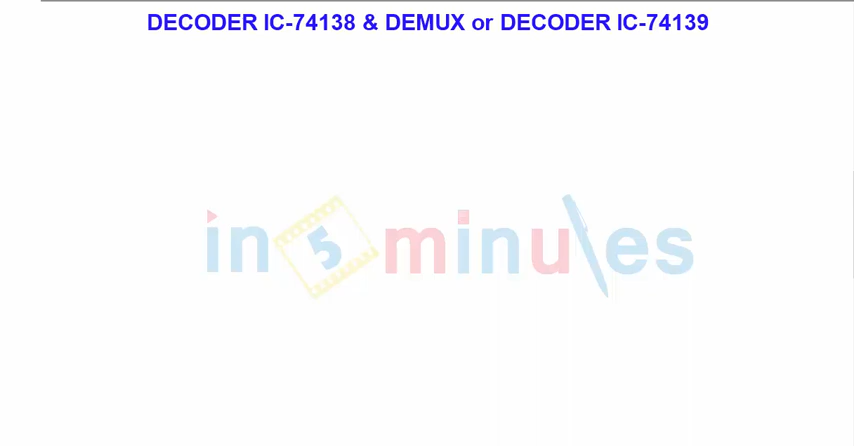 DECODER IC-74138 & DEMUX or DECODER IC-74139
in 5 minutes